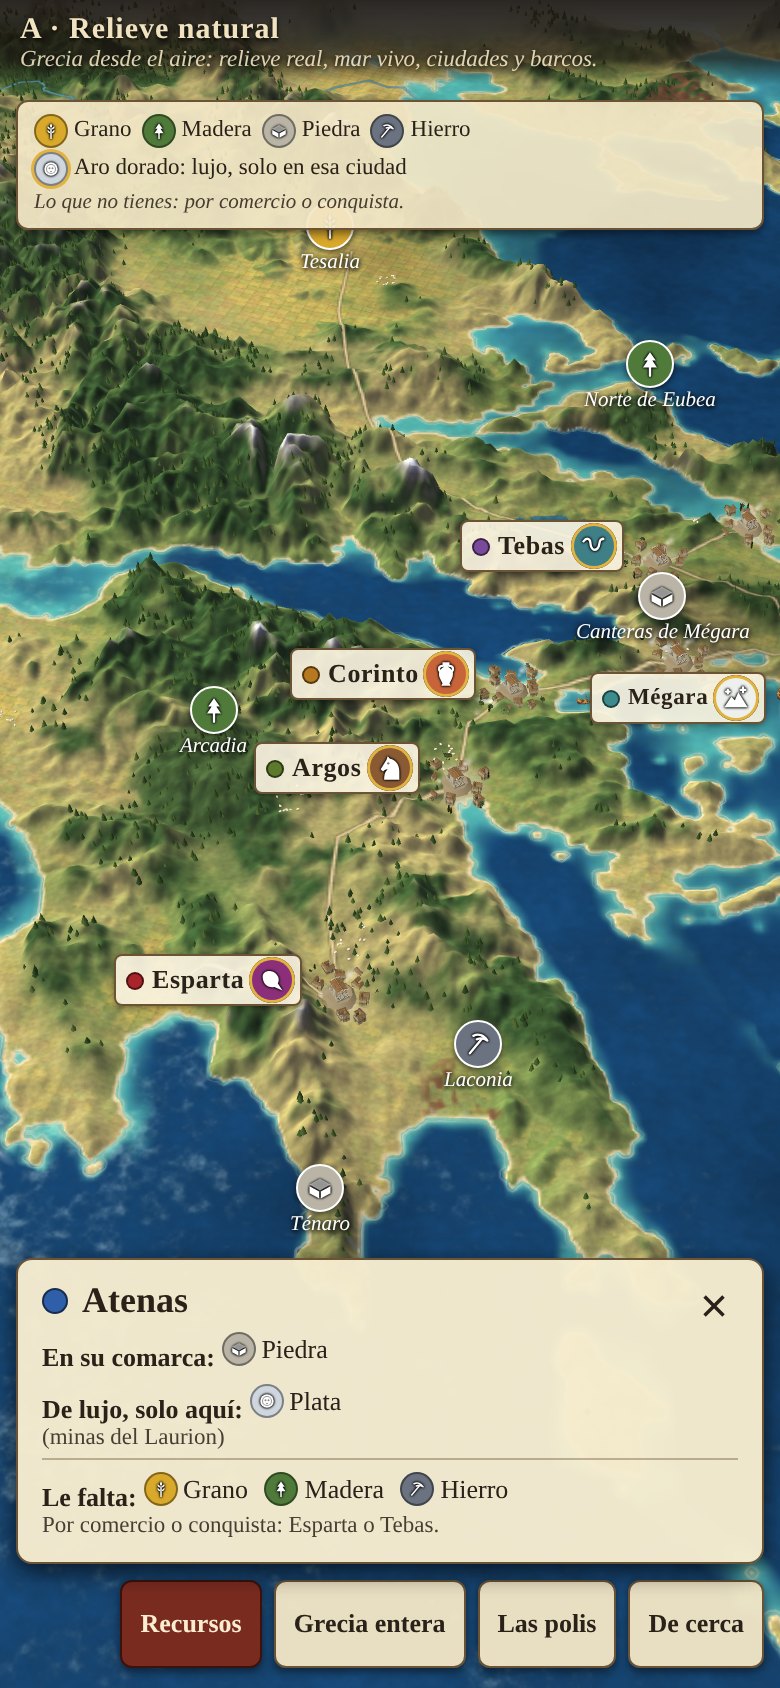 A · Relieve natural
Grecia desde el aire: relieve real, mar vivo, ciudades y barcos.
Grano Madera Piedra Hierro
Aro dorado: lujo, solo en esa ciudad
Lo que no tienes: por comercio o conquista.
Tesalia
Norte de Eubea
Tebas
Canteras de Mégara
Corinto
Mégara
Arcadia
Argos
Esparta
Laconia
Ténaro
Atenas
En su comarca: Piedra
De lujo, solo aquí: Plata
(minas del Laurion)
Le falta: Grano Madera Hierro
Por comercio o conquista: Esparta o Tebas.
Recursos Grecia entera Las polis De cerca